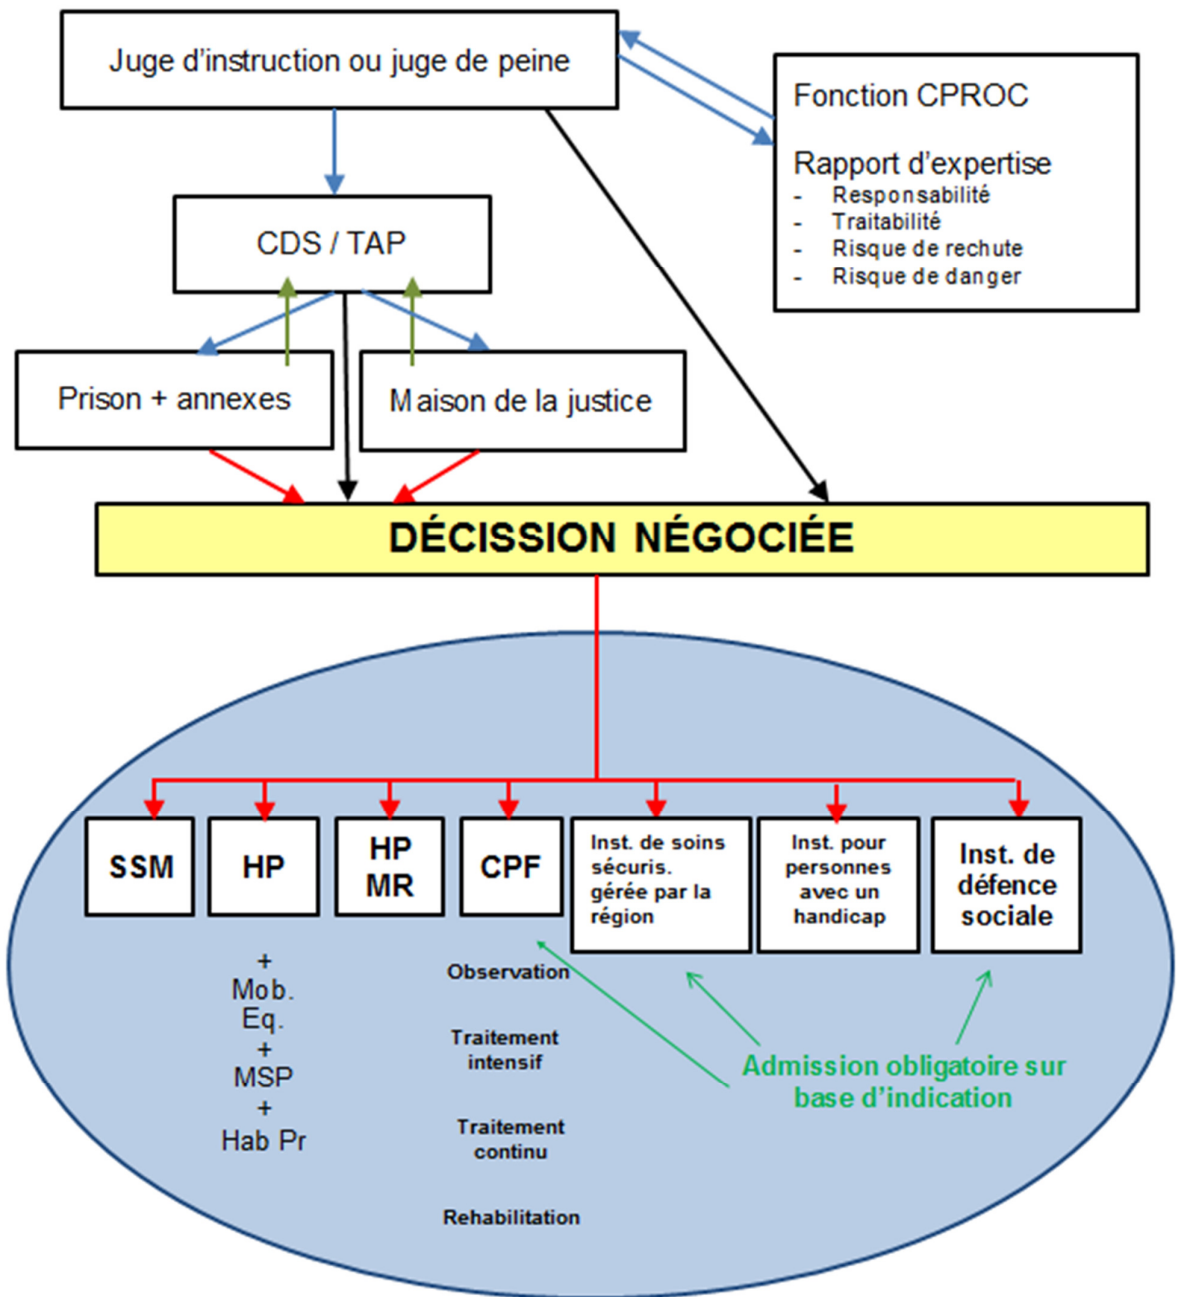 Juge d'instruction ou juge de peine
Fonction CPROC
Rapport d'expertise
- Responsabilité
- Traitabilité
- Risque de rechute
- Risque de danger
CDS / TAP
Prison + annexes
Maison de la justice
DÉCISSION NÉGOCIÉE
SSM
HP
HP
MR
CPF
Inst. de soins
sécuris.
gérée par la
région
Inst. pour
personnes
avec un
handicap
Inst. de
défence
sociale
+
Mob.
Eq.
+
MSP
+
Hab Pr
Observation
Traitement
intensif
Traitement
continu
Rehabilitation
Admission obligatoire sur
base d'indication